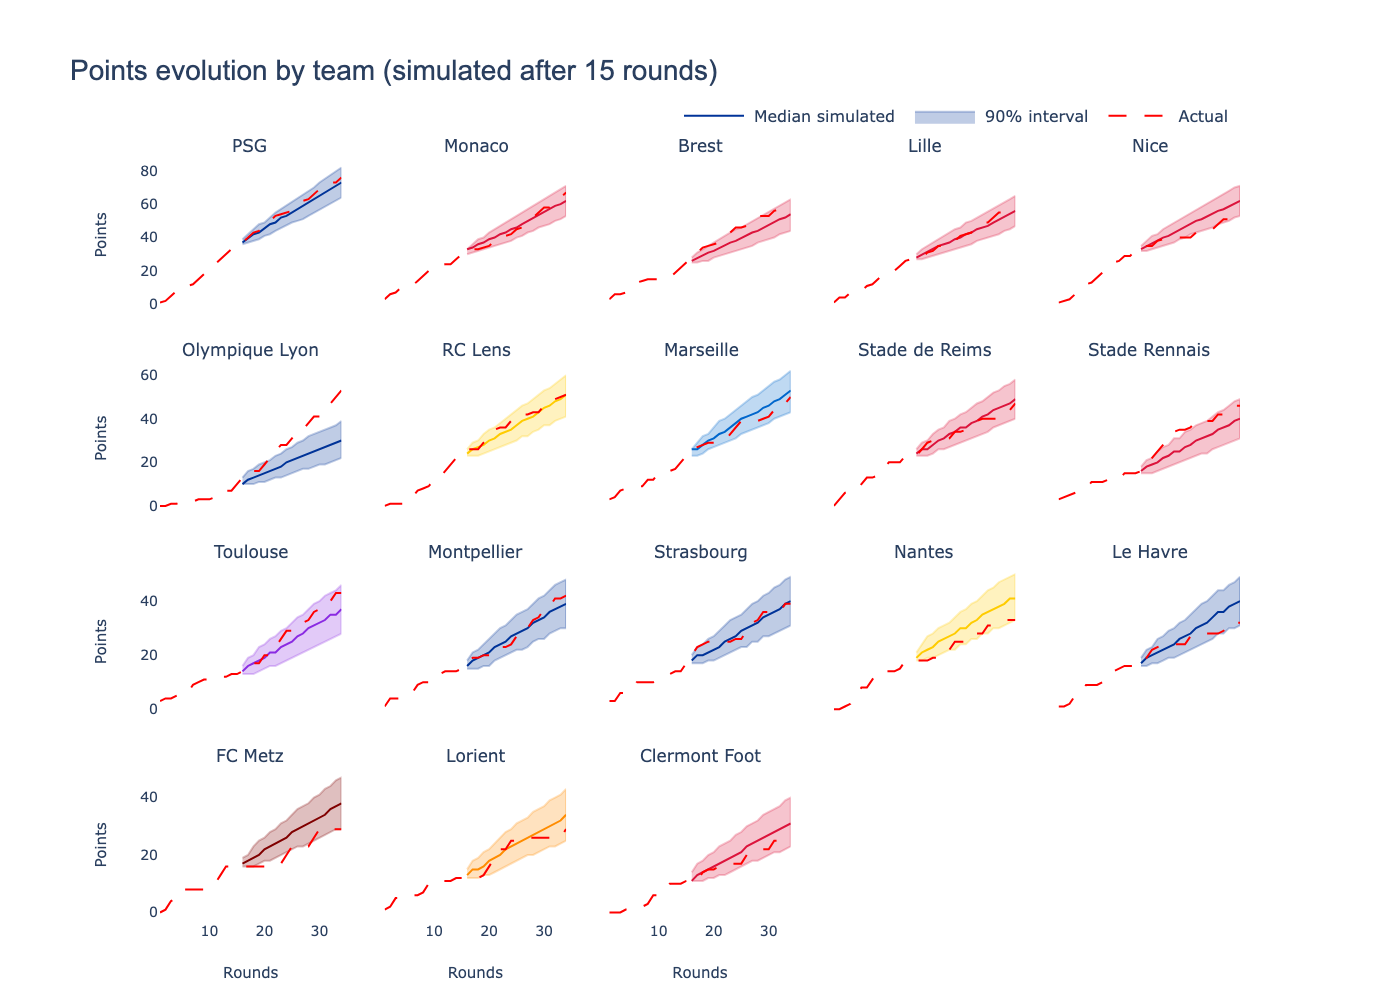 Points evolution by team (simulated after 15 rounds)
Median simulated 90% interval Actual
PSG Monaco Brest Lille Nice
80
60
40
20
0
Points
Olympique Lyon RC Lens Marseille Stade de Reims Stade Rennais
60
40
20
0
Points
Toulouse Montpellier Strasbourg Nantes Le Havre
40
20
0
Points
FC Metz Lorient Clermont Foot
40
20
0
Points
10 20 30 10 20 30 10 20 30
Rounds Rounds Rounds